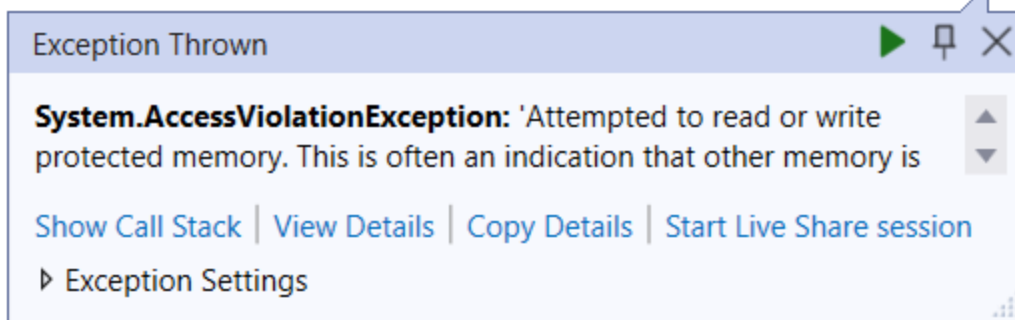 Exception Thrown
System.AccessViolationException: 'Attempted to read or write
protected memory. This is often an indication that other memory is
Show Call Stack | View Details | Copy Details | Start Live Share session
Exception Settings